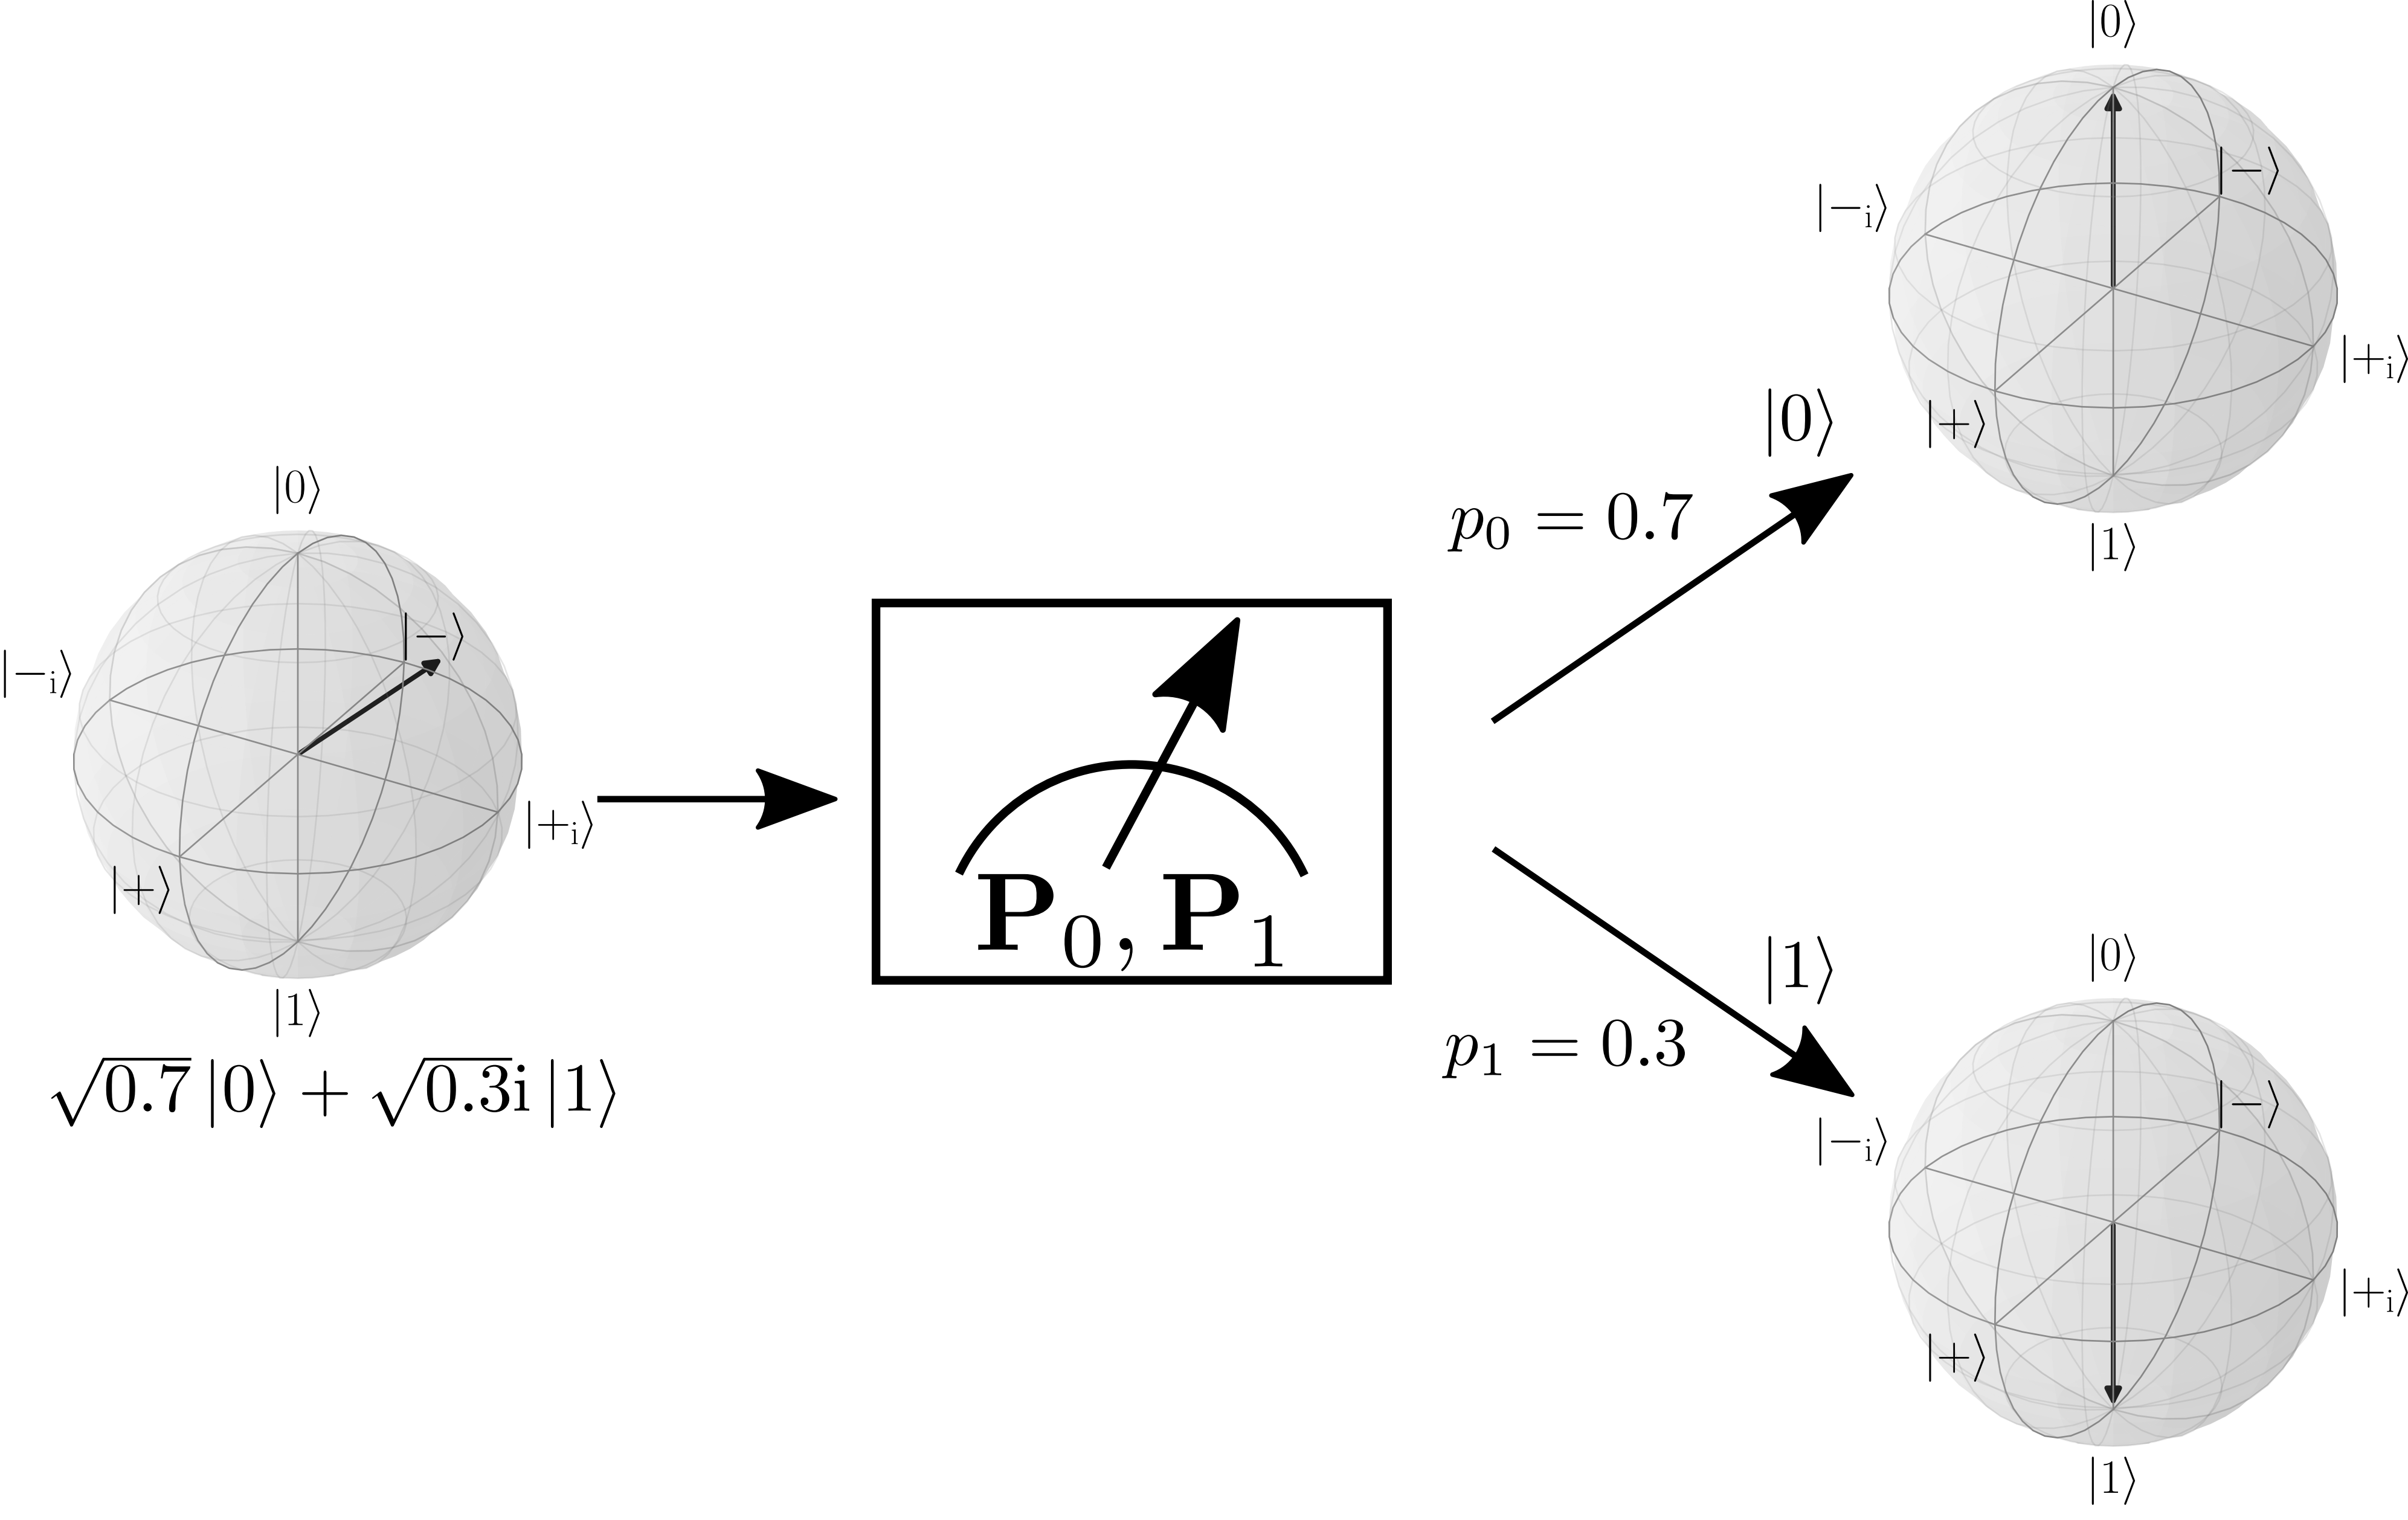 |0⟩
|−⟩
|−ᵢ⟩
|+ᵢ⟩
|+⟩
|1⟩
√0.7 |0⟩ + √0.3i |1⟩
P₀, P₁
p₀ = 0.7
|0⟩
|0⟩
|−⟩
|−ᵢ⟩
|+ᵢ⟩
|+⟩
|1⟩
p₁ = 0.3
|1⟩
|0⟩
|−⟩
|−ᵢ⟩
|+ᵢ⟩
|+⟩
|1⟩